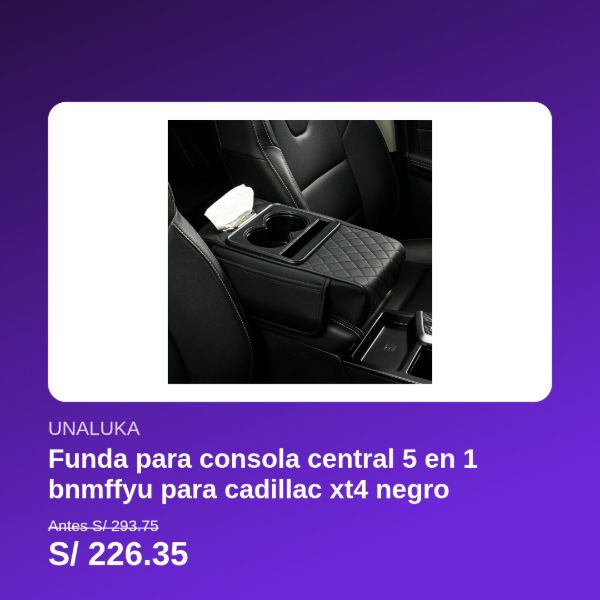 UNALUKA
Funda para consola central 5 en 1
bnmffyu para cadillac xt4 negro
Antes S/ 293.75
S/ 226.35